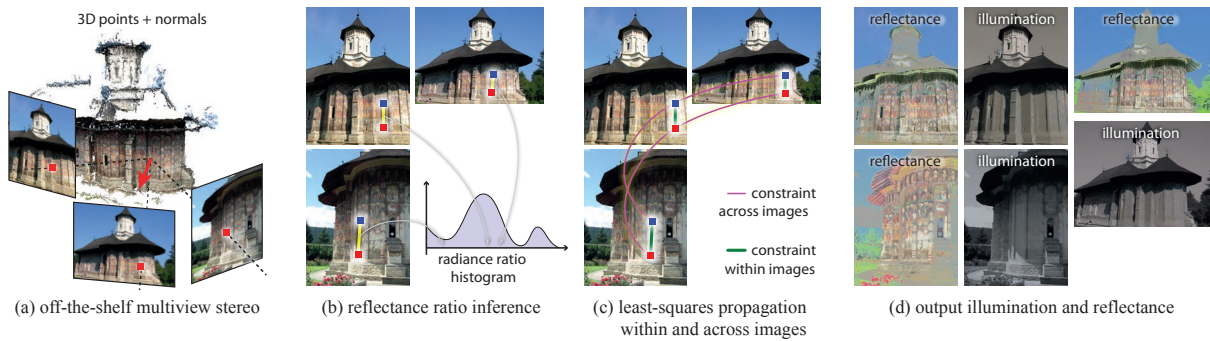 3D points + normals
(a) off-the-shelf multiview stereo
radiance ratio
histogram
(b) reflectance ratio inference
constraint
across images
constraint
within images
(c) least-squares propagation
within and across images
reflectance
illumination
reflectance
illumination
reflectance
illumination
(d) output illumination and reflectance